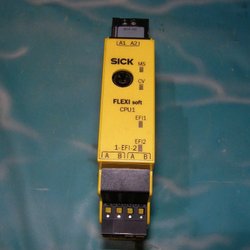 A1 A2
SICK
MS
CV
FLEXI soft
CPU1
EFI1
EFI2
1-EFI-2
A B A B